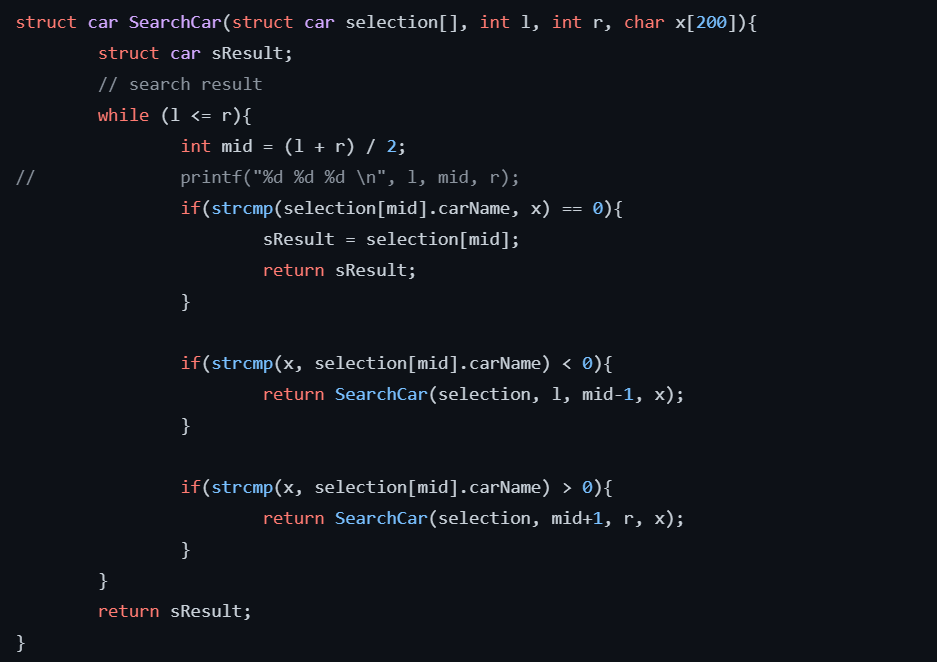 struct car SearchCar(struct car selection[], int l, int r, char x[200]){
        struct car sResult;
        // search result
        while (l <= r){
                int mid = (l + r) / 2;
//              printf("%d %d %d \n", l, mid, r);
                if(strcmp(selection[mid].carName, x) == 0){
                        sResult = selection[mid];
                        return sResult;
                }

                if(strcmp(x, selection[mid].carName) < 0){
                        return SearchCar(selection, l, mid-1, x);
                }

                if(strcmp(x, selection[mid].carName) > 0){
                        return SearchCar(selection, mid+1, r, x);
                }
        }
        return sResult;
}